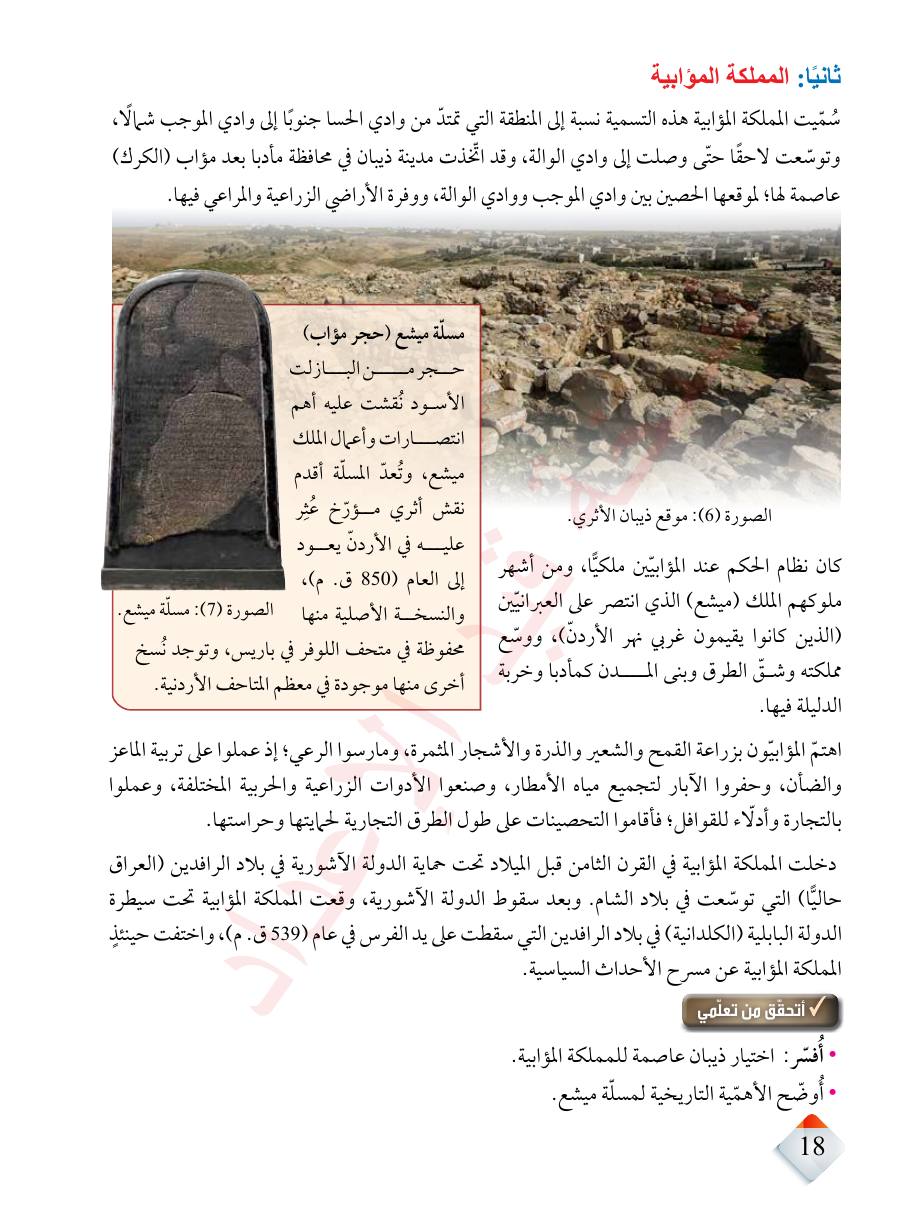 ثانيًا: المملكة المؤابية
سُمّيت المملكة المؤابية هذه التسمية نسبة إلى المنطقة التي تمتدّ من وادي الحسا جنوبًا إلى وادي الموجب شمالًا،
وتوسّعت لاحقًا حتّى وصلت إلى وادي الوالة، وقد اتّخذت مدينة ذيبان في محافظة مأدبا بعد مؤاب (الكرك)
عاصمة لها؛ لموقعها الحصين بين وادي الموجب ووادي الوالة، ووفرة الأراضي الزراعية والمراعي فيها.
الصورة (6): موقع ذيبان الأثري.
كان نظام الحكم عند المؤابيّين ملكيًّا، ومن أشهر
ملوكهم الملك (ميشع) الذي انتصر على العبرانيّين
(الذين كانوا يقيمون غربي نهر الأردنّ)، ووسّع
مملكته وشقّ الطرق وبنى المدن كمأدبا وخربة
الدليلة فيها.
مسلّة ميشع (حجر مؤاب)
حجر من البازلت
الأسود نُقشت عليه أهم
انتصارات وأعمال الملك
ميشع، وتُعدّ المسلّة أقدم
نقش أثري مؤرّخ عُثِر
عليه في الأردنّ يعود
إلى العام (850 ق. م)،
والنسخة الأصلية منها
محفوظة في متحف اللوفر في باريس، وتوجد نُسخ
أخرى منها موجودة في معظم المتاحف الأردنية.
الصورة (7): مسلّة ميشع.
اهتمّ المؤابيّون بزراعة القمح والشعير والذرة والأشجار المثمرة، ومارسوا الرعي؛ إذ عملوا على تربية الماعز
والضأن، وحفروا الآبار لتجميع مياه الأمطار، وصنعوا الأدوات الزراعية والحربية المختلفة، وعملوا
بالتجارة وأدلّاء للقوافل؛ فأقاموا التحصينات على طول الطرق التجارية لحمايتها وحراستها.
دخلت المملكة المؤابية في القرن الثامن قبل الميلاد تحت حماية الدولة الآشورية في بلاد الرافدين (العراق
حاليًّا) التي توسّعت في بلاد الشام. وبعد سقوط الدولة الآشورية، وقعت المملكة المؤابية تحت سيطرة
الدولة البابلية (الكلدانية) في بلاد الرافدين التي سقطت على يد الفرس في عام (539 ق. م)، واختفت حينئذٍ
المملكة المؤابية عن مسرح الأحداث السياسية.
✓ أتحقّق من تعلّمي
• أُفسّر: اختيار ذيبان عاصمة للمملكة المؤابية.
• أُوضّح الأهمّية التاريخية لمسلّة ميشع.
18